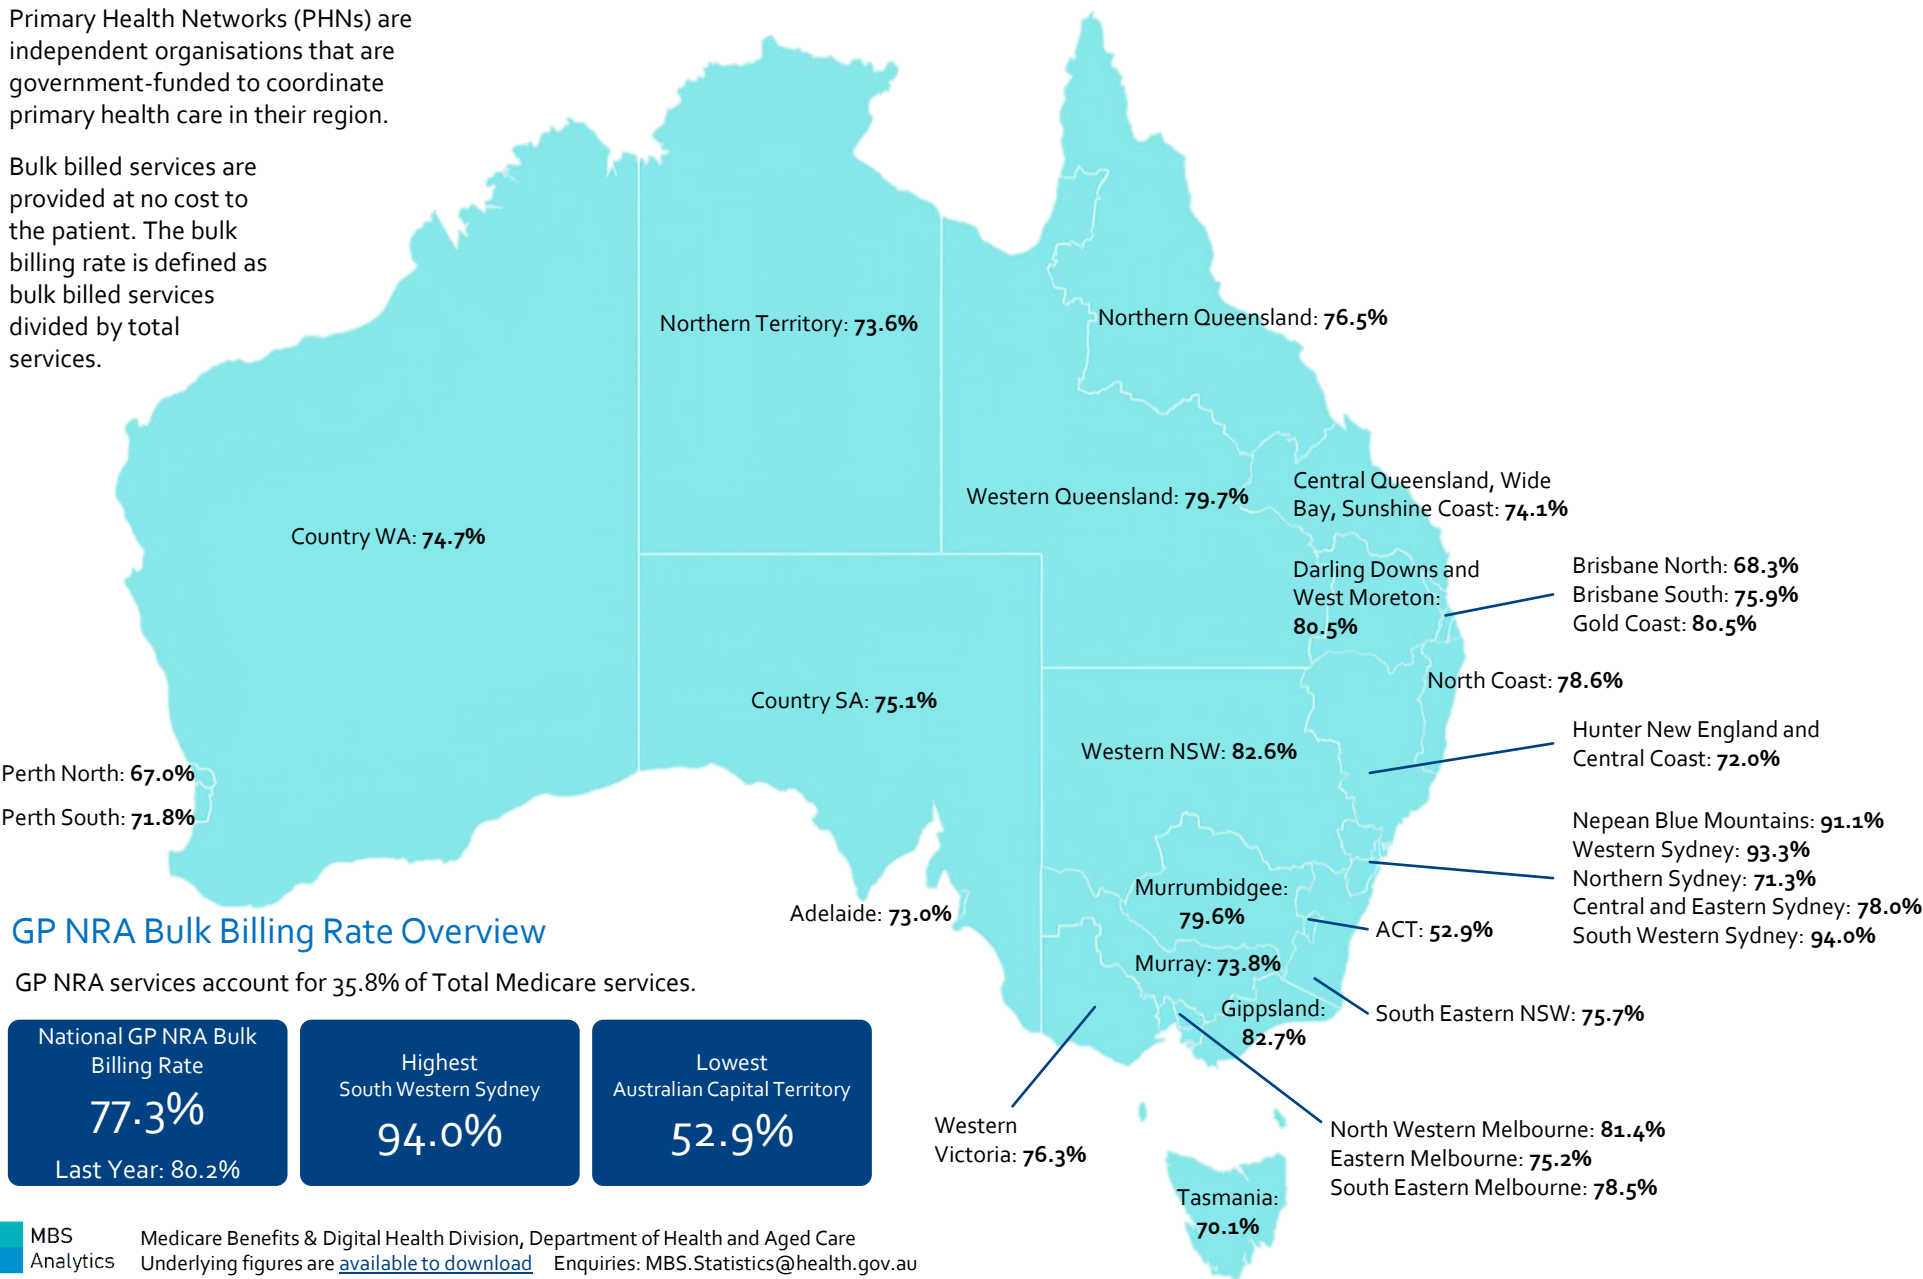 Primary Health Networks (PHNs) are
independent organisations that are
government-funded to coordinate
primary health care in their region.
Bulk billed services are
provided at no cost to
the patient. The bulk
billing rate is defined as
bulk billed services
divided by total
services.
Northern Territory: 73.6%
Northern Queensland: 76.5%
Western Queensland: 79.7%
Central Queensland, Wide
Bay, Sunshine Coast: 74.1%
Country WA: 74.7%
Darling Downs and
West Moreton:
80.5%
Brisbane North: 68.3%
Brisbane South: 75.9%
Gold Coast: 80.5%
North Coast: 78.6%
Country SA: 75.1%
Western NSW: 82.6%
Hunter New England and
Central Coast: 72.0%
Perth North: 67.0%
Perth South: 71.8%
Nepean Blue Mountains: 91.1%
Western Sydney: 93.3%
Northern Sydney: 71.3%
Central and Eastern Sydney: 78.0%
South Western Sydney: 94.0%
Murrumbidgee:
79.6%
Adelaide: 73.0%
ACT: 52.9%
Murray: 73.8%
Gippsland:
82.7%
South Eastern NSW: 75.7%
Western
Victoria: 76.3%
North Western Melbourne: 81.4%
Eastern Melbourne: 75.2%
South Eastern Melbourne: 78.5%
Tasmania:
70.1%
GP NRA Bulk Billing Rate Overview
GP NRA services account for 35.8% of Total Medicare services.
National GP NRA Bulk
Billing Rate
77.3%
Last Year: 80.2%
Highest
South Western Sydney
94.0%
Lowest
Australian Capital Territory
52.9%
MBS
Analytics
Medicare Benefits & Digital Health Division, Department of Health and Aged Care
Underlying figures are available to download Enquiries: MBS.Statistics@health.gov.au